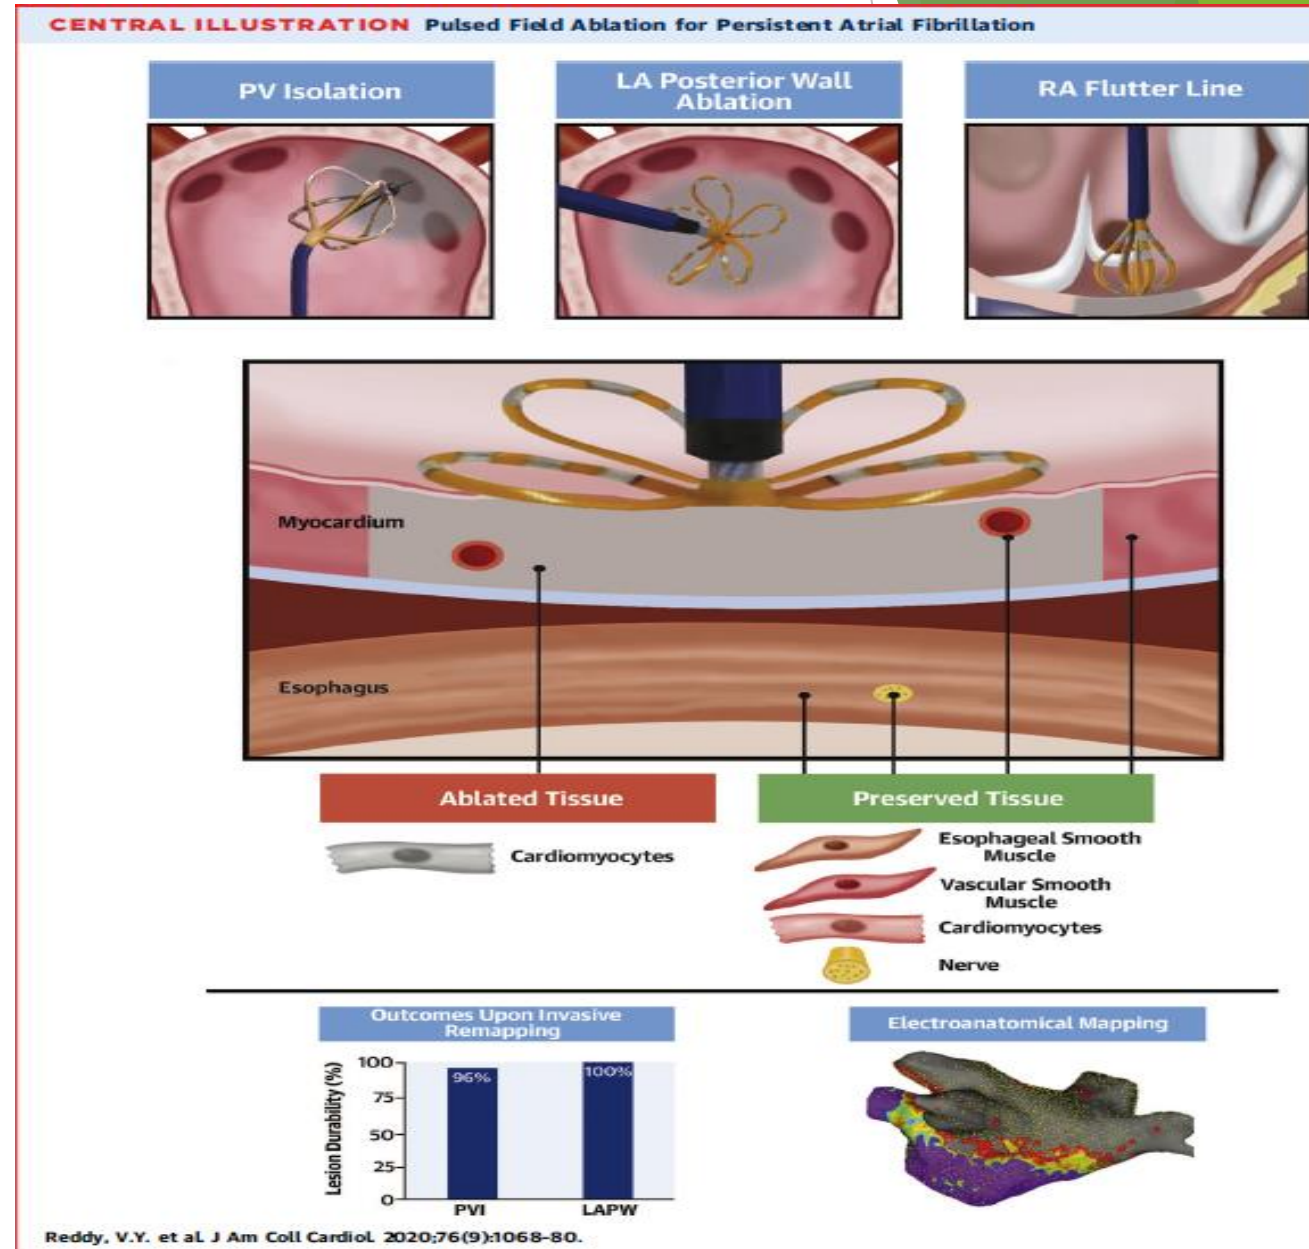 CENTRAL ILLUSTRATION Pulsed Field Ablation for Persistent Atrial Fibrillation
PV Isolation
LA Posterior Wall
Ablation
RA Flutter Line
Myocardium
Esophagus
Ablated Tissue
Cardiomyocytes
Preserved Tissue
Esophageal Smooth
Muscle
Vascular Smooth
Muscle
Cardiomyocytes
Nerve
Outcomes Upon Invasive
Remapping
Lesion Durability (%)
100
75
50
25
0
96%
100%
PVI
LAPW
Electroanatomical Mapping
Reddy, V.Y. et al. J Am Coll Cardiol. 2020;76(9):1068-80.